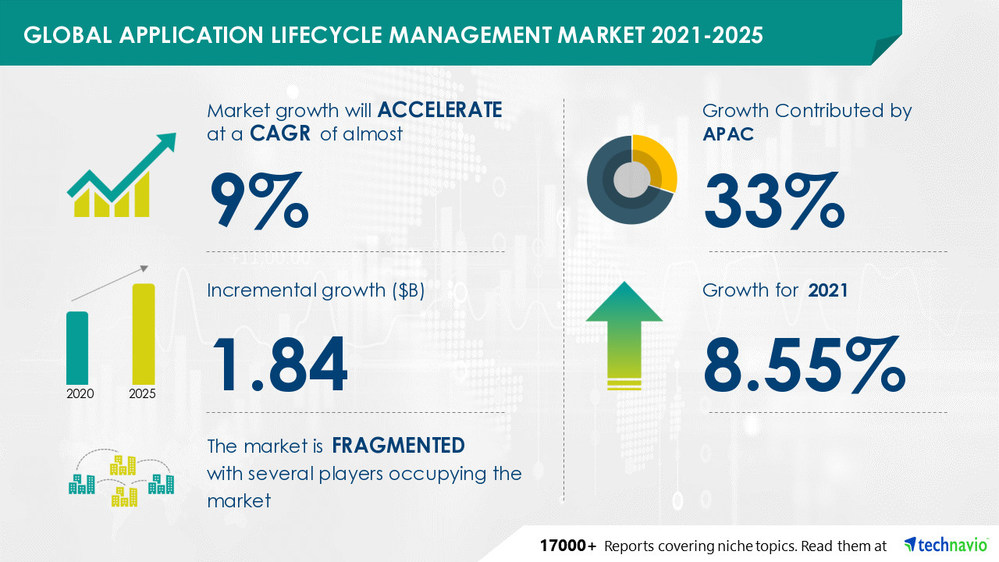 GLOBAL APPLICATION LIFECYCLE MANAGEMENT MARKET 2021-2025
Market growth will ACCELERATE
at a CAGR of almost
9%
Incremental growth ($B)
1.84
2020
2025
The market is FRAGMENTED
with several players occupying the
market
Growth Contributed by
APAC
33%
Growth for 2021
8.55%
17000+ Reports covering niche topics. Read them at
technavio